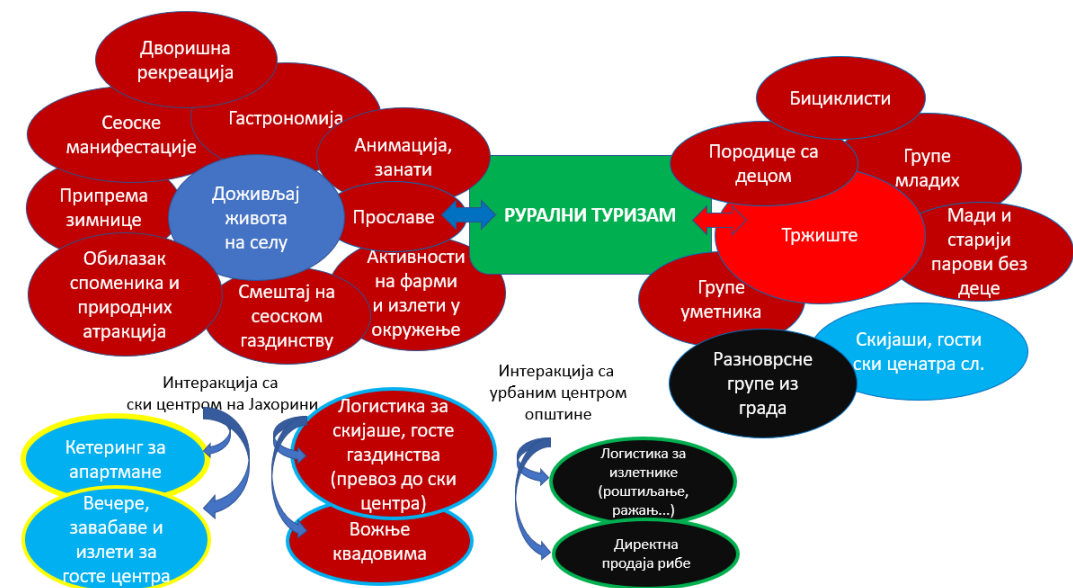 Дворишна
рекреација
Гастрономија
Сеоске
манифестације
Анимација,
занати
Припрема
зимнице
Доживљај
живота
на селу
Прославе
Обилазак
споменика и
природних
атракција
Смештај на
сеоском
газдинству
Активности
на фарми
и излети у
окружење
РУРАЛНИ ТУРИЗАМ
Бициклисти
Породице са
децом
Групе
младих
Тржиште
Мади и
старији
парови без
деце
Групе
уметника
Скијаши, гости
ски ценатра сл.
Разноврсне
групе из
града
Интеракција са
ски центром на Јахорини
Кетеринг за
апартмане
Вечере,
завабаве и
излети за
госте центра
Логистика за
скијаше, госте
газдинства
(превоз до ски
центра)
Вожње
квадовима
Интеракција са
урбаним центром
општине
Логистика за
излетнике
(роштиљање,
ражањ...)
Директна
продаја рибе